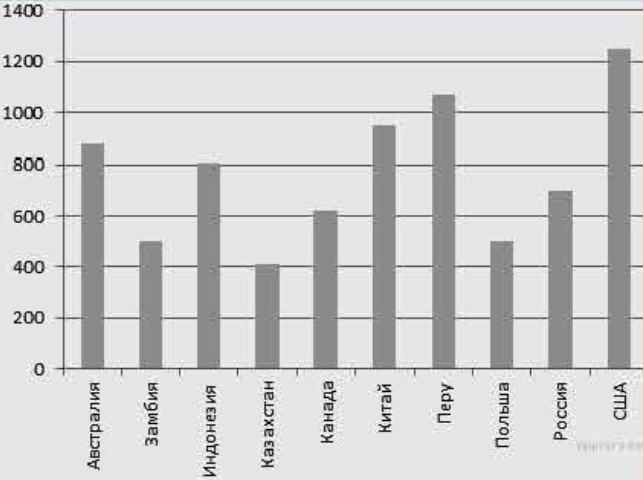 1400
1200
1000
800
600
400
200
0
Австралия
Замбия
Индонезия
Казахстан
Канада
Китай
Перу
Польша
Россия
США